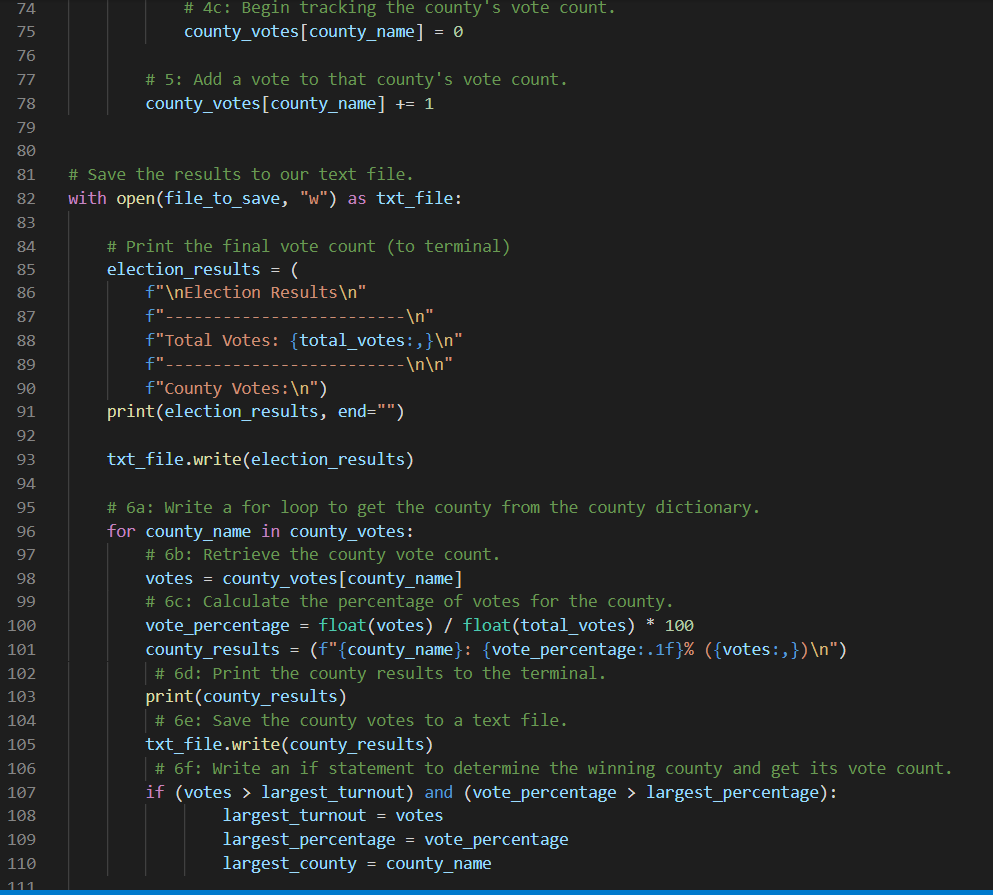 74 # 4c: Begin tracking the county's vote count.
75 county_votes[county_name] = 0
76
77 # 5: Add a vote to that county's vote count.
78 county_votes[county_name] += 1
79
80
81 # Save the results to our text file.
82 with open(file_to_save, "w") as txt_file:
83
84 # Print the final vote count (to terminal)
85 election_results = (
86 f"\nElection Results\n"
87 f"-------------------------\n"
88 f"Total Votes: {total_votes:,}\n"
89 f"-------------------------\n\n"
90 f"County Votes:\n")
91 print(election_results, end="")
92
93 txt_file.write(election_results)
94
95 # 6a: Write a for loop to get the county from the county dictionary.
96 for county_name in county_votes:
97 # 6b: Retrieve the county vote count.
98 votes = county_votes[county_name]
99 # 6c: Calculate the percentage of votes for the county.
100 vote_percentage = float(votes) / float(total_votes) * 100
101 county_results = (f"{county_name}: {vote_percentage:.1f}% ({votes:,})\n")
102 # 6d: Print the county results to the terminal.
103 print(county_results)
104 # 6e: Save the county votes to a text file.
105 txt_file.write(county_results)
106 # 6f: Write an if statement to determine the winning county and get its vote count.
107 if (votes > largest_turnout) and (vote_percentage > largest_percentage):
108 largest_turnout = votes
109 largest_percentage = vote_percentage
110 largest_county = county_name
111